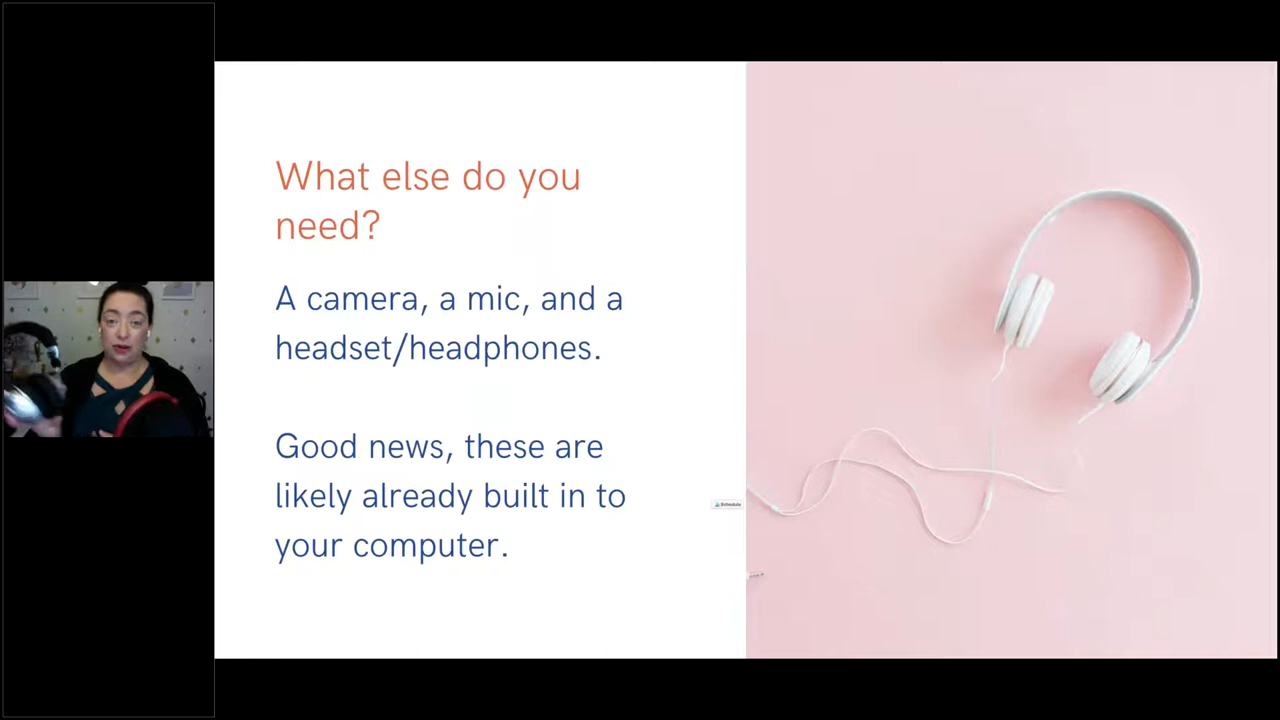 What else do you
need?
A camera, a mic, and a
headset/headphones.
Good news, these are
likely already built in to
your computer.
Schedule